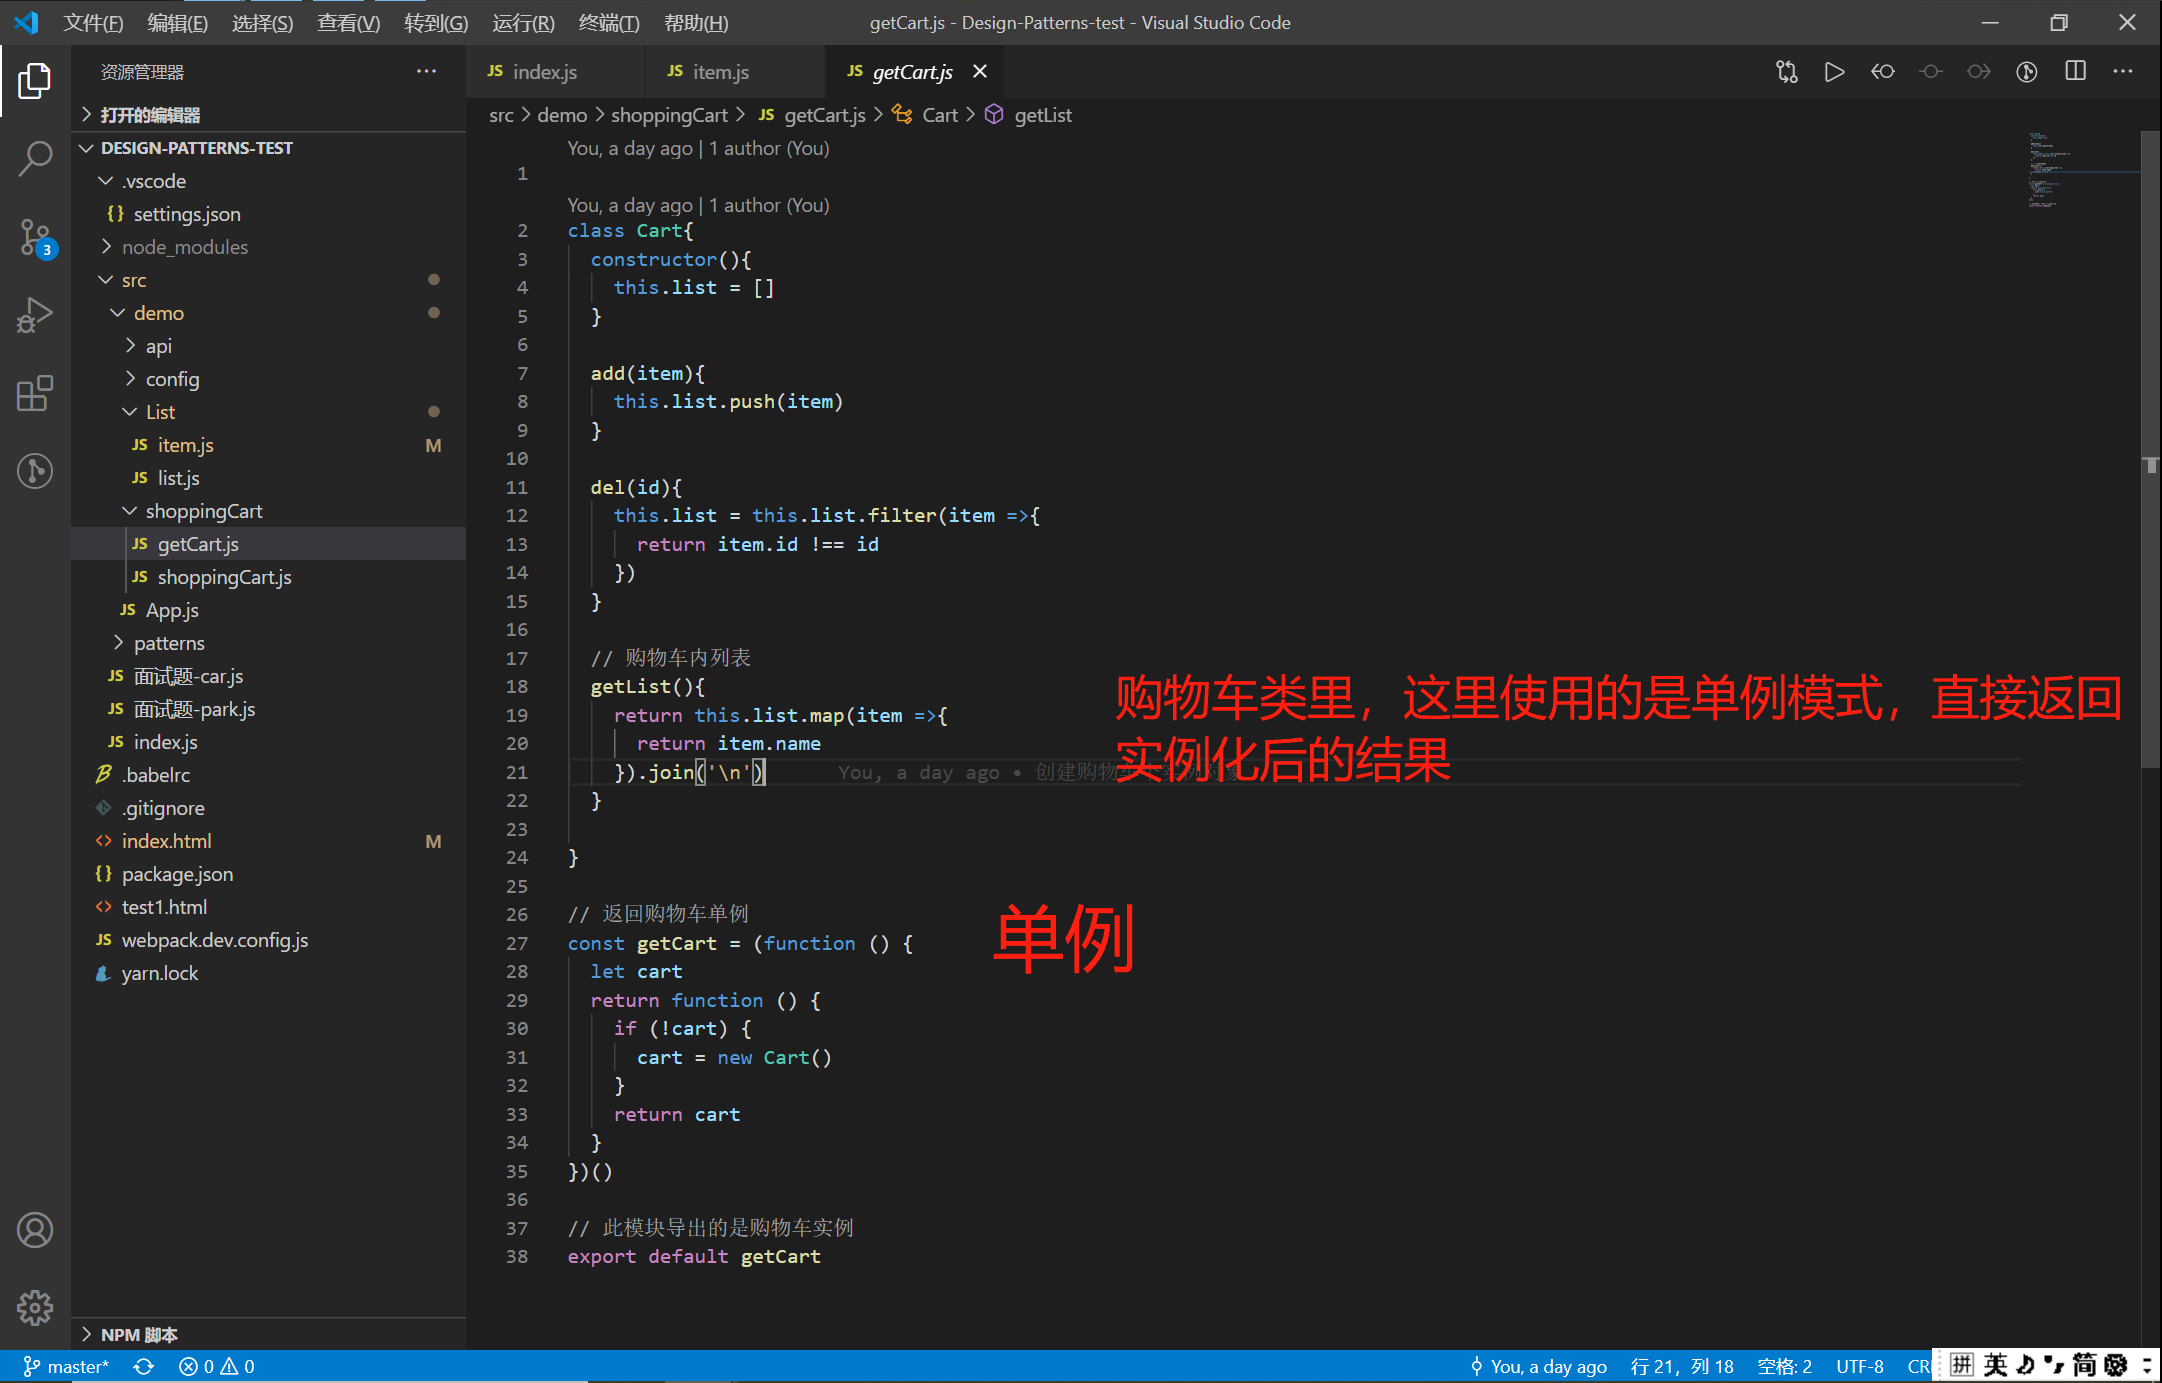 文件(F) 编辑(E) 选择(S) 查看(V) 转到(G) 运行(R) 终端(T) 帮助(H) getCart.js - Design-Patterns-test - Visual Studio Code
资源管理器
打开的编辑器
DESIGN-PATTERNS-TEST
.vscode
{} settings.json
node_modules
src
demo
api
config
List
JS item.js M
JS list.js
shoppingCart
JS getCart.js
JS shoppingCart.js
JS App.js
patterns
JS 面试题-car.js
JS 面试题-park.js
JS index.js
.babelrc
.gitignore
<> index.html M
{} package.json
<> test1.html
JS webpack.dev.config.js
yarn.lock
NPM 脚本
3
JS index.js JS item.js JS getCart.js
src > demo > shoppingCart > JS getCart.js > Cart > getList
You, a day ago | 1 author (You)
1
You, a day ago | 1 author (You)
2 class Cart{
3 constructor(){
4 this.list = []
5 }
6
7 add(item){
8 this.list.push(item)
9 }
10
11 del(id){
12 this.list = this.list.filter(item =>{
13 return item.id !== id
14 })
15 }
16
17 // 购物车内列表
18 getList(){
19 return this.list.map(item =>{
20 return item.name
21 }).join('\n') You, a day ago • 创建购物车
22 }
23
24 }
25
26 // 返回购物车单例
27 const getCart = (function () {
28 let cart
29 return function () {
30 if (!cart) {
31 cart = new Cart()
32 }
33 return cart
34 }
35 })()
36
37 // 此模块导出的是购物车实例
38 export default getCart
购物车类里，这里使用的是单例模式，直接返回
实例化后的结果
单例
master* 0 0 You, a day ago 行 21，列 18 空格: 2 UTF-8 CR 拼 英 简